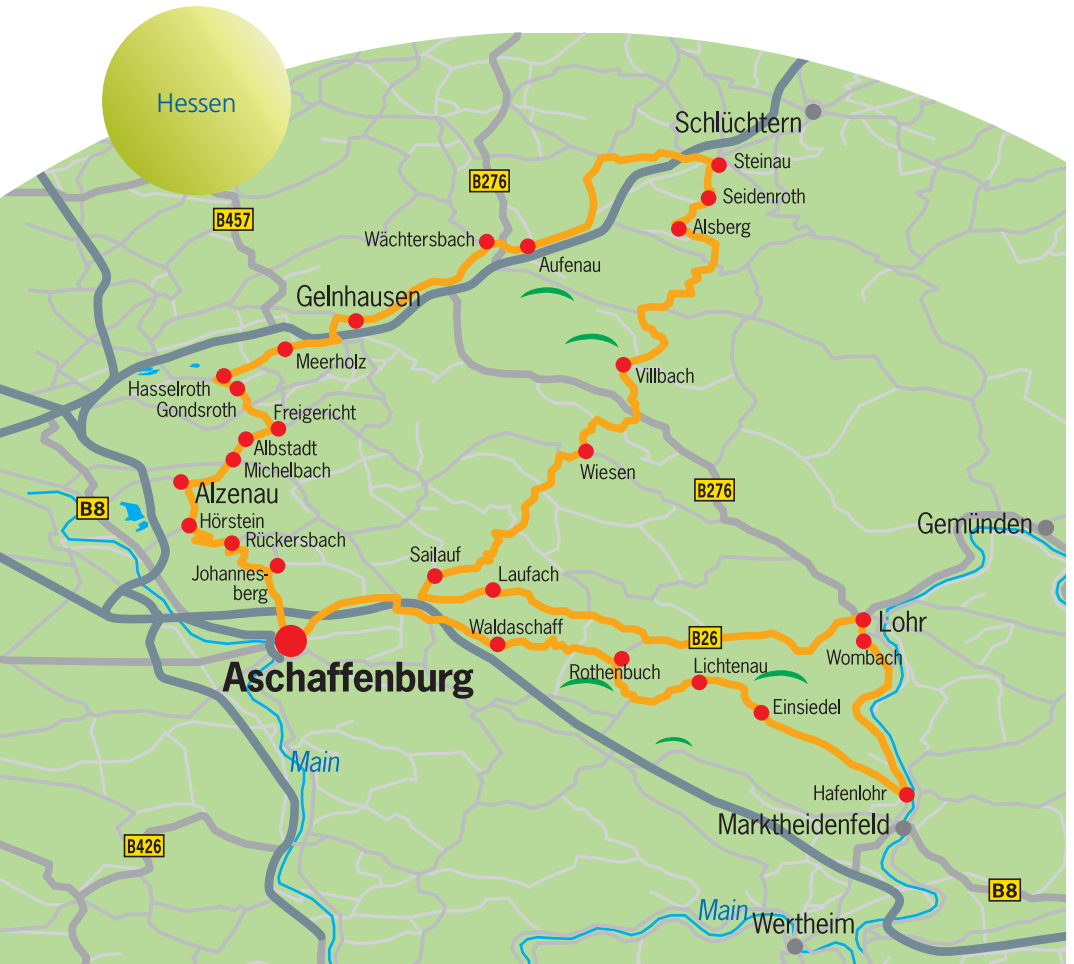 Hessen
Schlüchtern
Steinau
B276
Seidenroth
B457
Alsberg
Wächtersbach
Aufenau
Gelnhausen
Meerholz
Villbach
Hasselroth
Gondsroth
Freigericht
Albstadt
Michelbach
Wiesen
Alzenau
B276
B8
Hörstein
Gemünden
Rückersbach
Sailauf
Johannes-
berg
Laufach
Lohr
Waldaschaff
B26
Wombach
Rothenbuch
Lichtenau
Aschaffenburg
Einsiedel
Main
Hafenlohr
Marktheidenfeld
B426
B8
Main
Wertheim